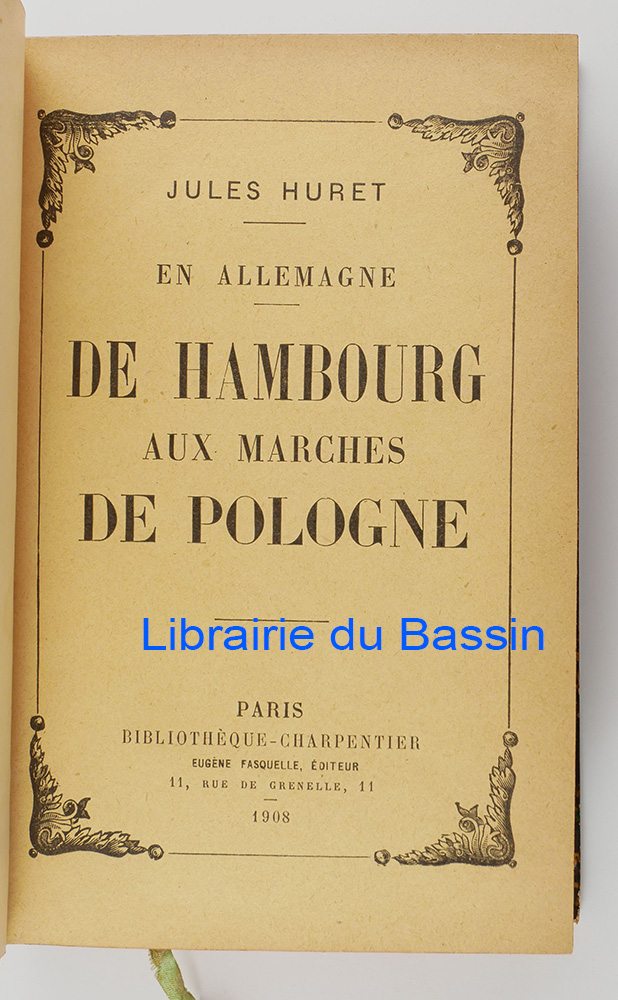 JULES HURET
EN ALLEMAGNE
DE HAMBOURG
AUX MARCHES
DE POLOGNE
Librairie du Bassin
PARIS
BIBLIOTHÈQUE-CHARPENTIER
EUGÈNE FASQUELLE, ÉDITEUR
11, RUE DE GRENELLE, 11
1908